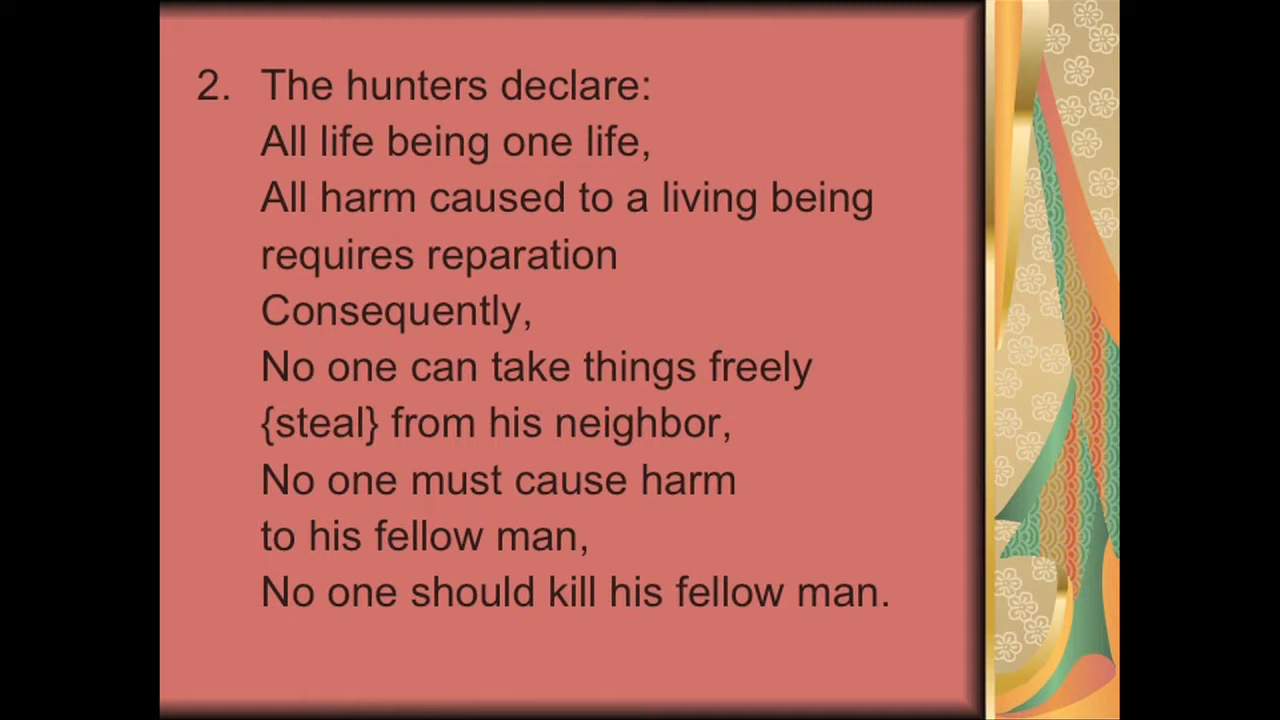 2. The hunters declare:
All life being one life,
All harm caused to a living being
requires reparation
Consequently,
No one can take things freely
{steal} from his neighbor,
No one must cause harm
to his fellow man,
No one should kill his fellow man.